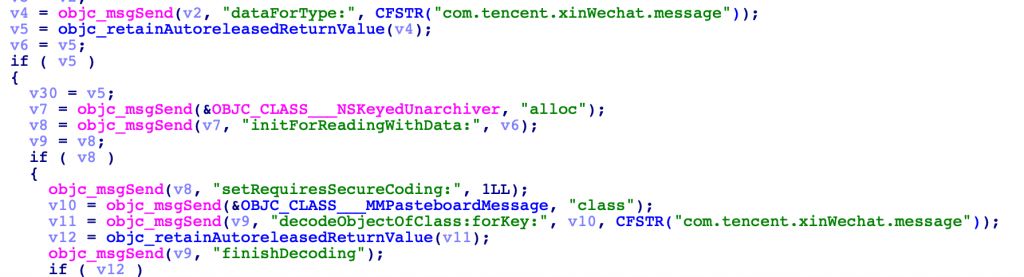 v4 = objc_msgSend(v2, "dataForType:", CFSTR("com.tencent.xinWechat.message"));
v5 = objc_retainAutoreleasedReturnValue(v4);
v6 = v5;
if ( v5 )
{
v30 = v5;
v7 = objc_msgSend(&OBJC_CLASS___NSKeyedUnarchiver, "alloc");
v8 = objc_msgSend(v7, "initForReadingWithData:", v6);
v9 = v8;
if ( v8 )
{
objc_msgSend(v8, "setRequiresSecureCoding:", 1LL);
v10 = objc_msgSend(&OBJC_CLASS___MMPasteboardMessage, "class");
v11 = objc_msgSend(v9, "decodeObjectOfClass:forKey:", v10, CFSTR("com.tencent.xinWechat.message"));
v12 = objc_retainAutoreleasedReturnValue(v11);
objc_msgSend(v9, "finishDecoding");
if ( v12 )